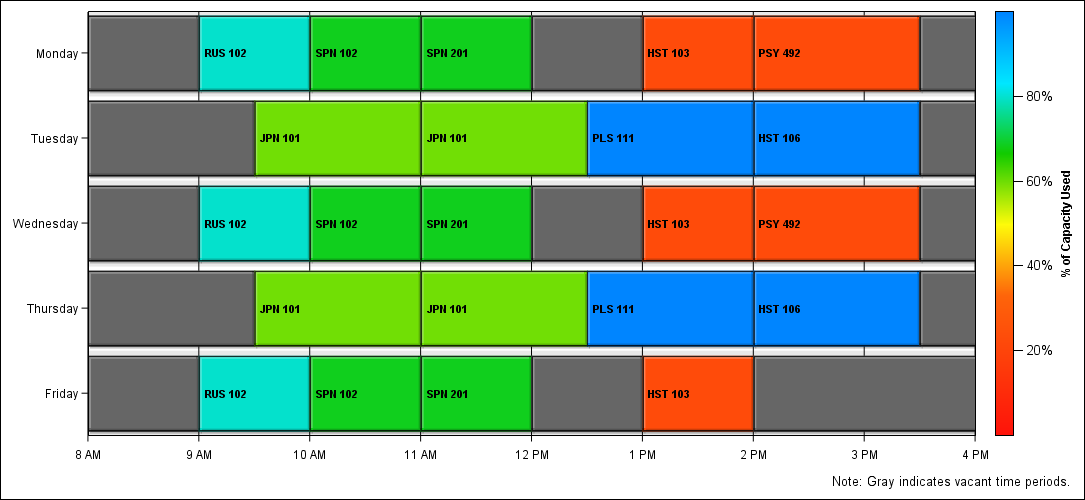 Monday RUS 102 SPN 102 SPN 201 HST 103 PSY 492
80%
Tuesday JPN 101 JPN 101 PLS 111 HST 106
60%
Wednesday RUS 102 SPN 102 SPN 201 HST 103 PSY 492
% of Capacity Used
40%
Thursday JPN 101 JPN 101 PLS 111 HST 106
20%
Friday RUS 102 SPN 102 SPN 201 HST 103
8 AM 9 AM 10 AM 11 AM 12 PM 1 PM 2 PM 3 PM 4 PM
Note: Gray indicates vacant time periods.